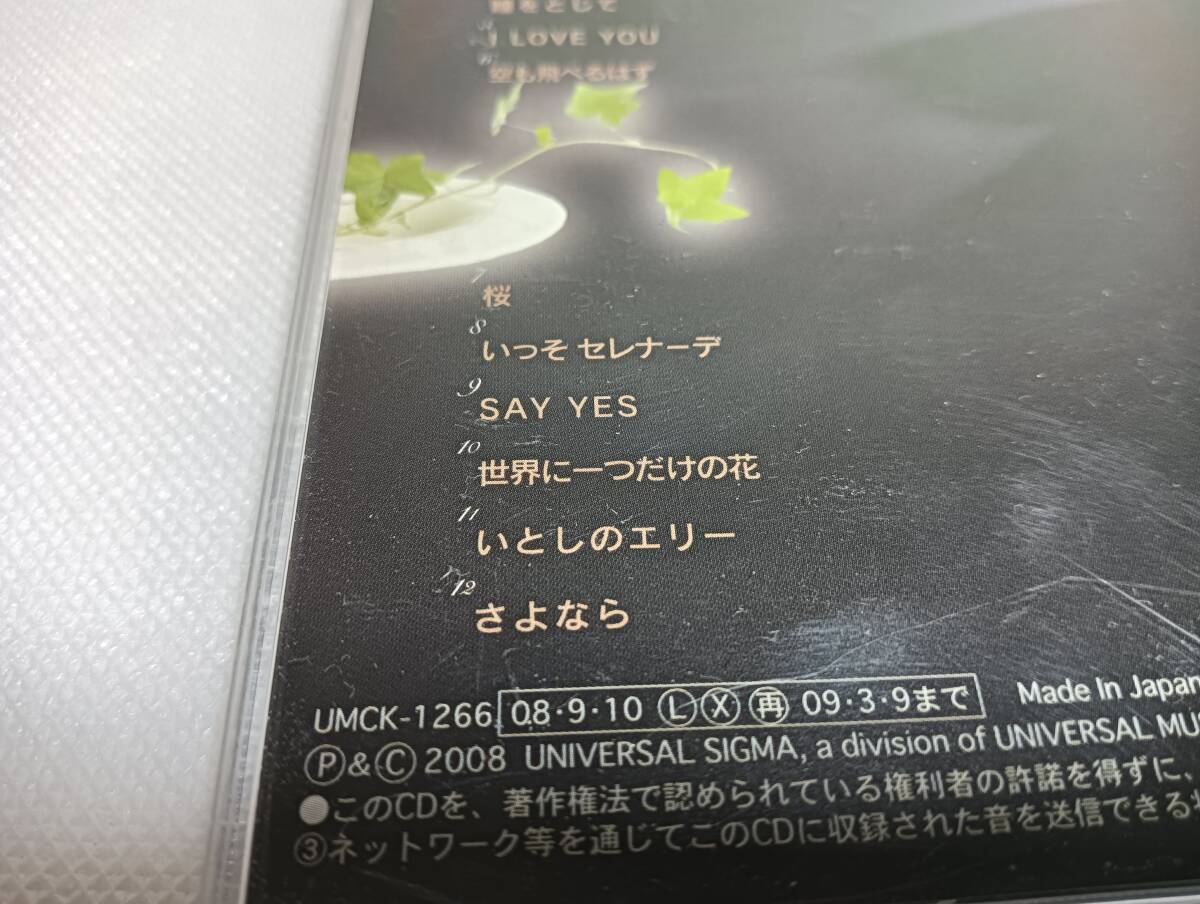 をとして
5
I LOVE YOU
6
空も飛べるはず
7
桜
8
いっそ セレナーデ
9
SAY YES
10
世界に一つだけの花
11
いとしのエリー
12
さよなら
UMCK-1266 08・9・10 Ⓛ Ⓧ ㊢ 09・3・9まで Made In Japan
Ⓟ&Ⓒ 2008 UNIVERSAL SIGMA, a division of UNIVERSAL MU
●このCDを、著作権法で認められている権利者の許諾を得ずに、
③ネットワーク等を通じてこのCDに収録された音を送信できる